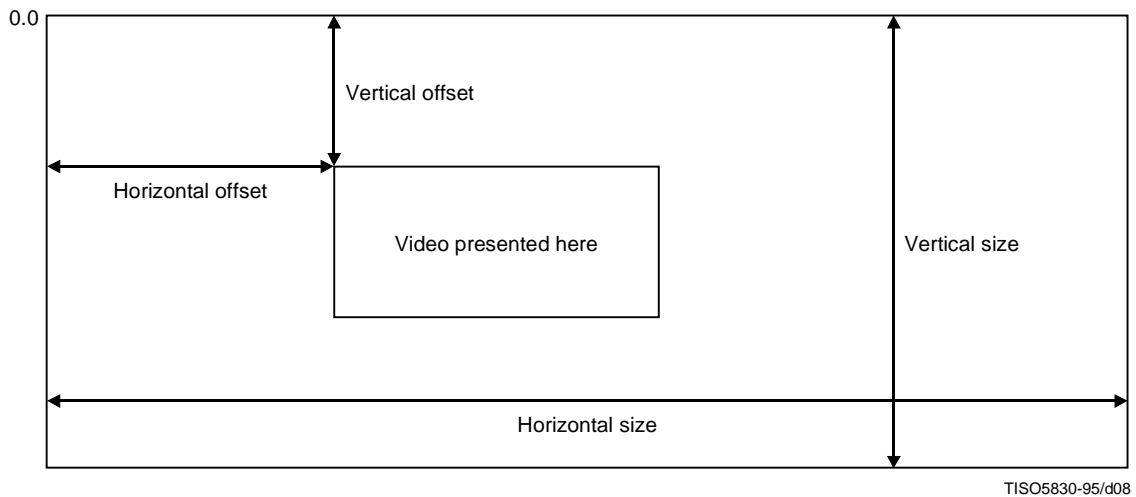 0.0
Vertical offset
Horizontal offset
Video presented here
Vertical size
Horizontal size
TISO5830-95/d08